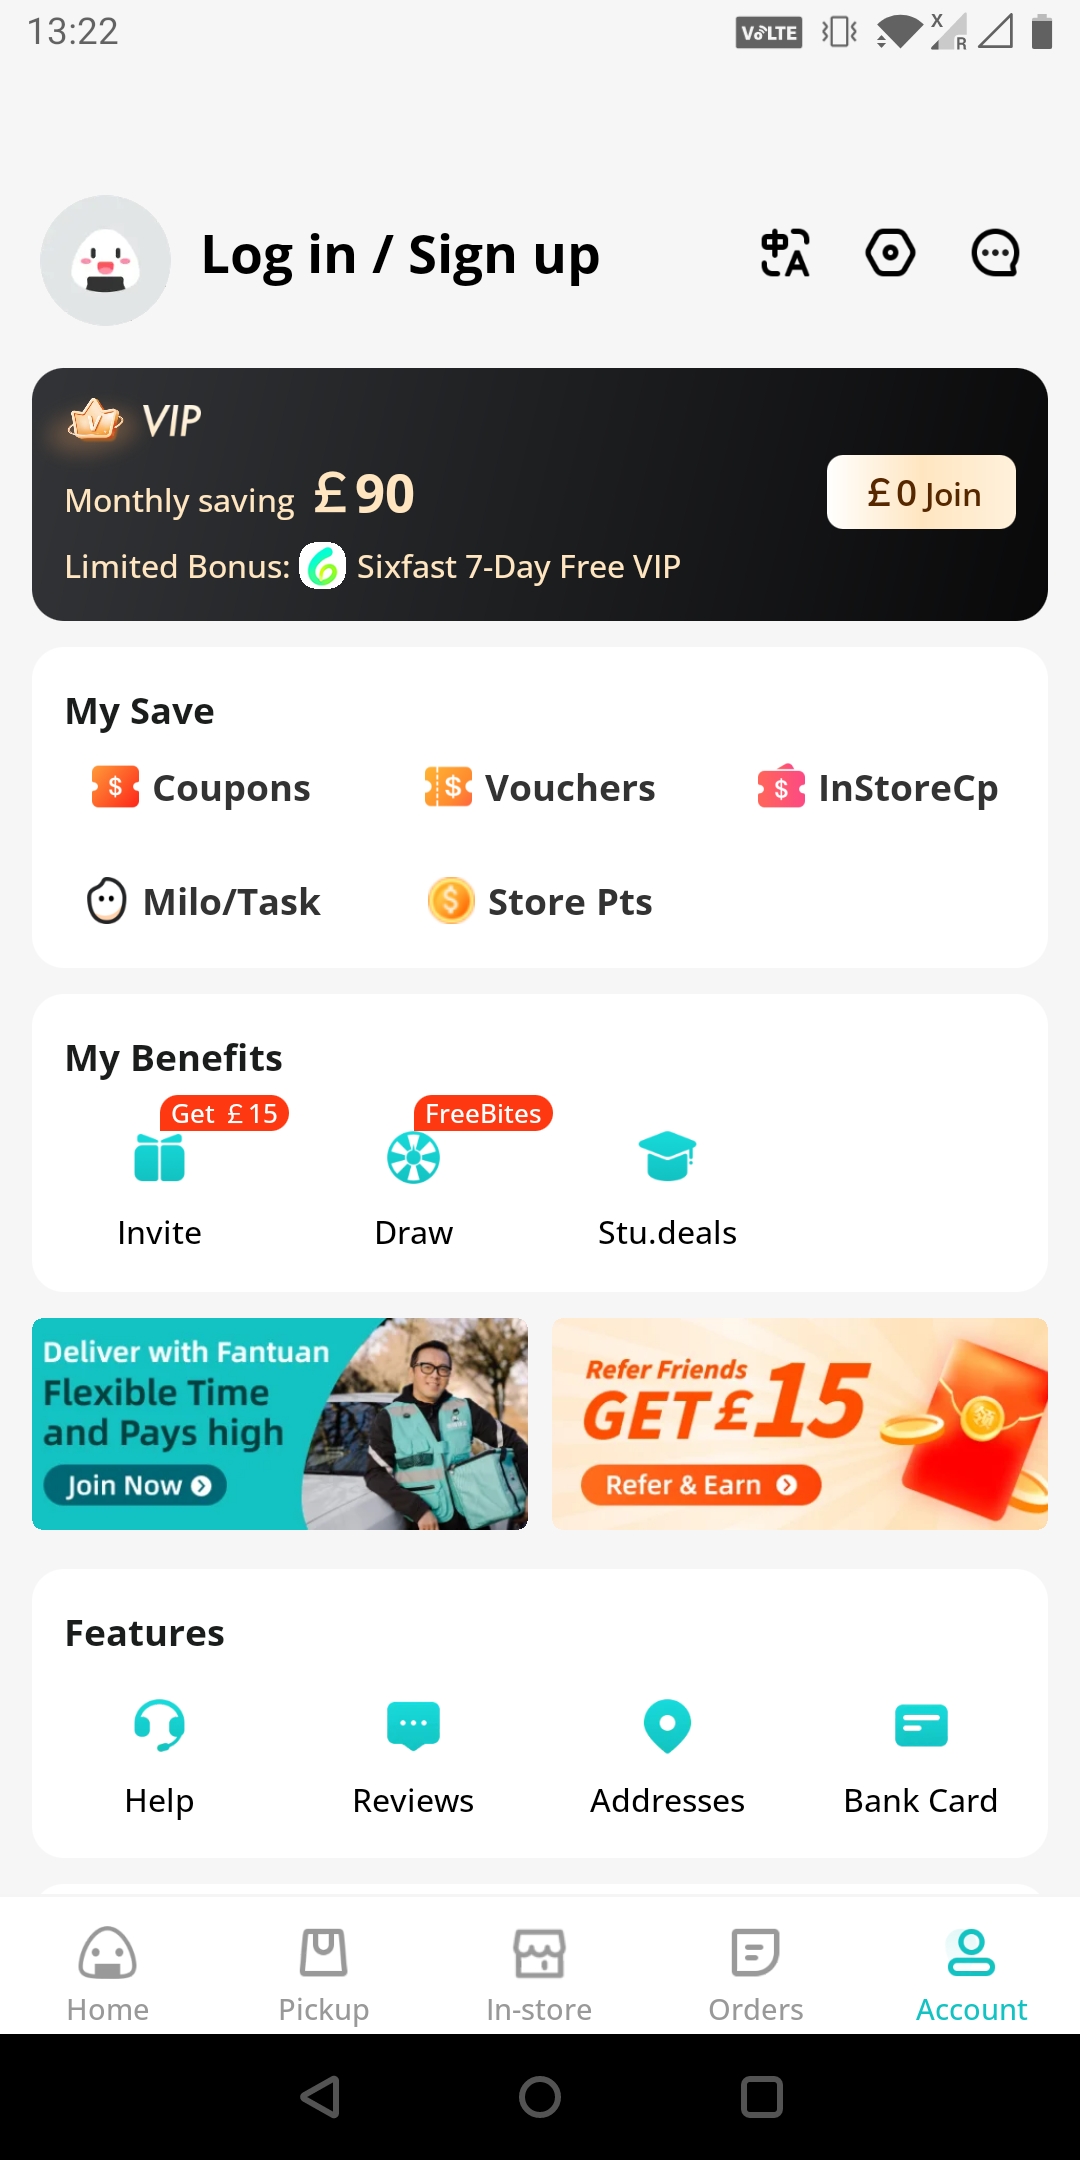 13:22
VoLTE
X
R
Log in / Sign up
中A
VIP
Monthly saving £90
£0 Join
Limited Bonus: Sixfast 7-Day Free VIP
My Save
$ Coupons
$ Vouchers
$ InStoreCp
Milo/Task
$ Store Pts
My Benefits
Get £15
FreeBites
Invite
Draw
Stu.deals
Deliver with Fantuan
Flexible Time
and Pays high
Join Now
Refer Friends
GET £15
Refer & Earn
Features
Help
Reviews
Addresses
Bank Card
Home
Pickup
In-store
Orders
Account